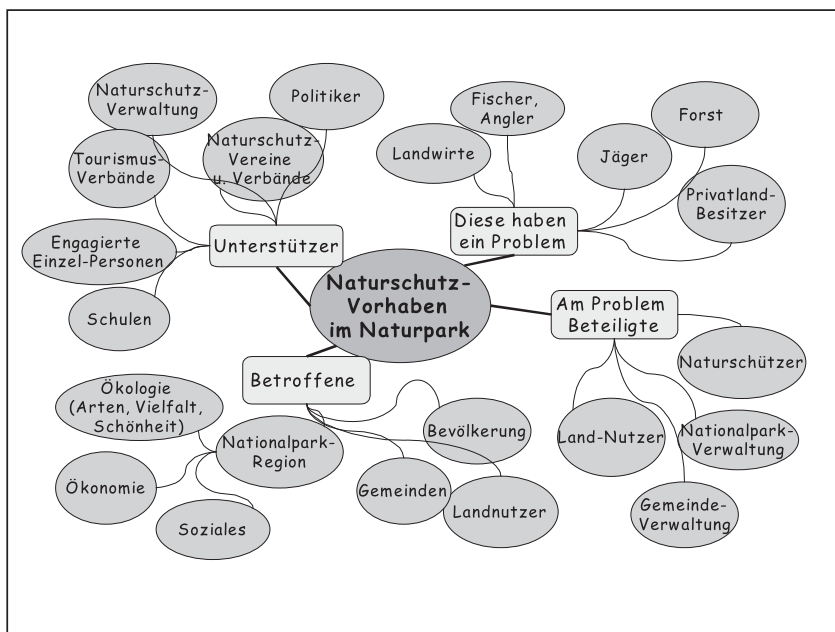 Naturschutz-
Verwaltung
Politiker
Tourismus-
Verbände
Naturschutz-
Vereine
u. Verbände
Engagierte
Einzel-Personen
Schulen
Unterstützer
Fischer,
Angler
Landwirte
Forst
Jäger
Privatland-
Besitzer
Diese haben
ein Problem
Naturschutz-
Vorhaben
im Naturpark
Am Problem
Beteiligte
Naturschützer
Land-Nutzer
Nationalpark-
Verwaltung
Gemeinde-
Verwaltung
Betroffene
Ökologie
(Arten, Vielfalt,
Schönheit)
Nationalpark-
Region
Ökonomie
Soziales
Bevölkerung
Gemeinden
Landnutzer